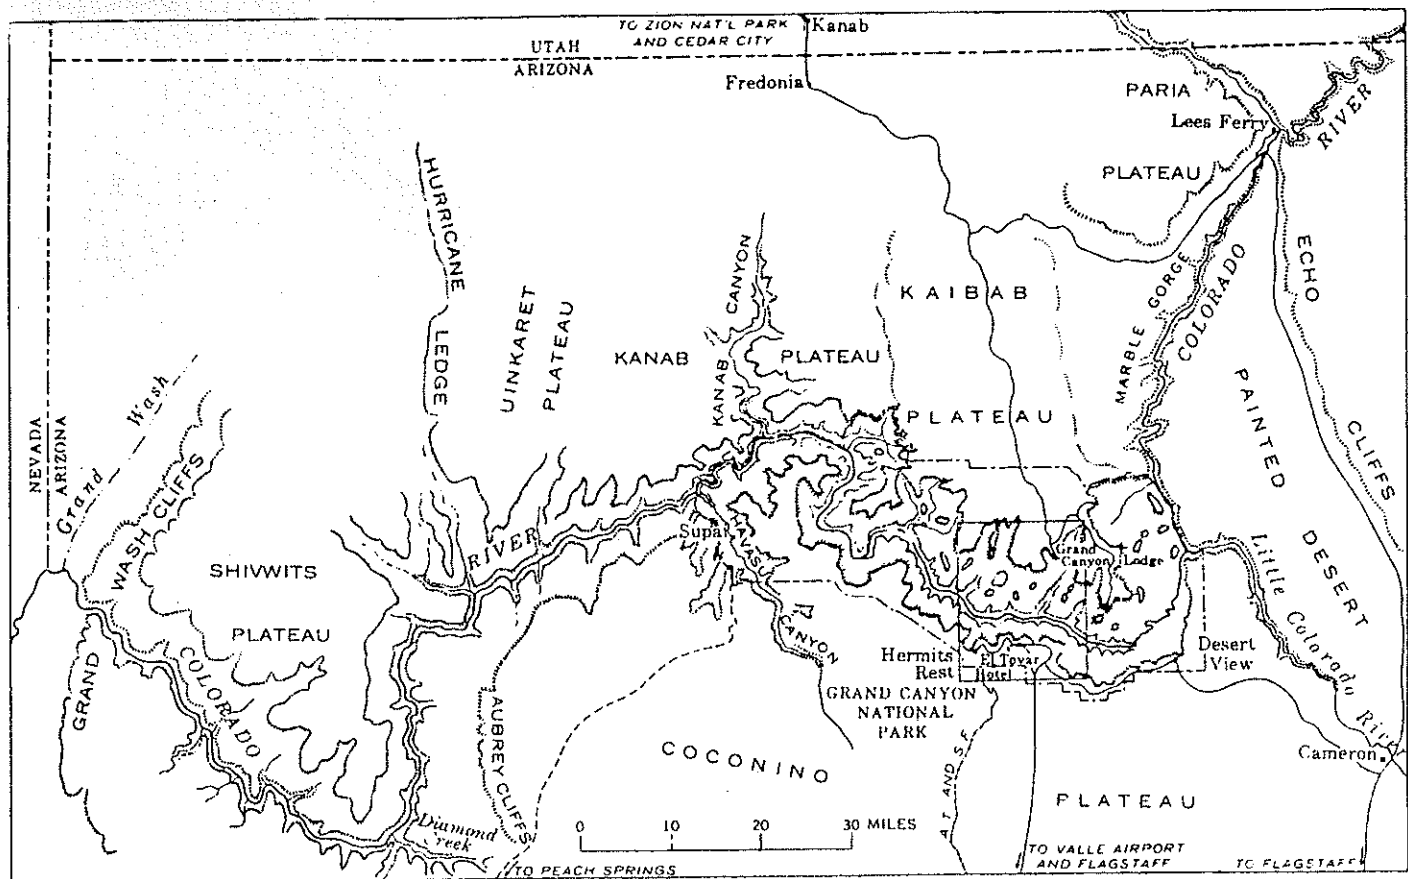 TO ZION NAT'L PARK
AND CEDAR CITY
Kanab
UTAH
ARIZONA
Fredonia
PARIA
Lees Ferry
PLATEAU
RIVER
HURRICANE
LEDGE
UINKARET
PLATEAU
KANAB
CANYON
KANAB
PLATEAU
KAIBAB
PLATEAU
MARBLE GORGE
COLORADO
ECHO
CLIFFS
PAINTED
DESERT
NEVADA
ARIZONA
Grand Wash
WASH CLIFFS
GRAND
SHIVWITS
PLATEAU
COLORADO
RIVER
Supai
HAVASU
CANYON
Grand
Canyon Lodge
Little Colorado River
Hermits
Rest
El Tovar
Hotel
Desert
View
GRAND CANYON
NATIONAL
PARK
AUBREY CLIFFS
COCONINO
PLATEAU
A T AND S F
Cameron
Diamond
Creek
0 10 20 30 MILES
TO PEACH SPRINGS
TO VALLE AIRPORT
AND FLAGSTAFF
TO FLAGSTAFF